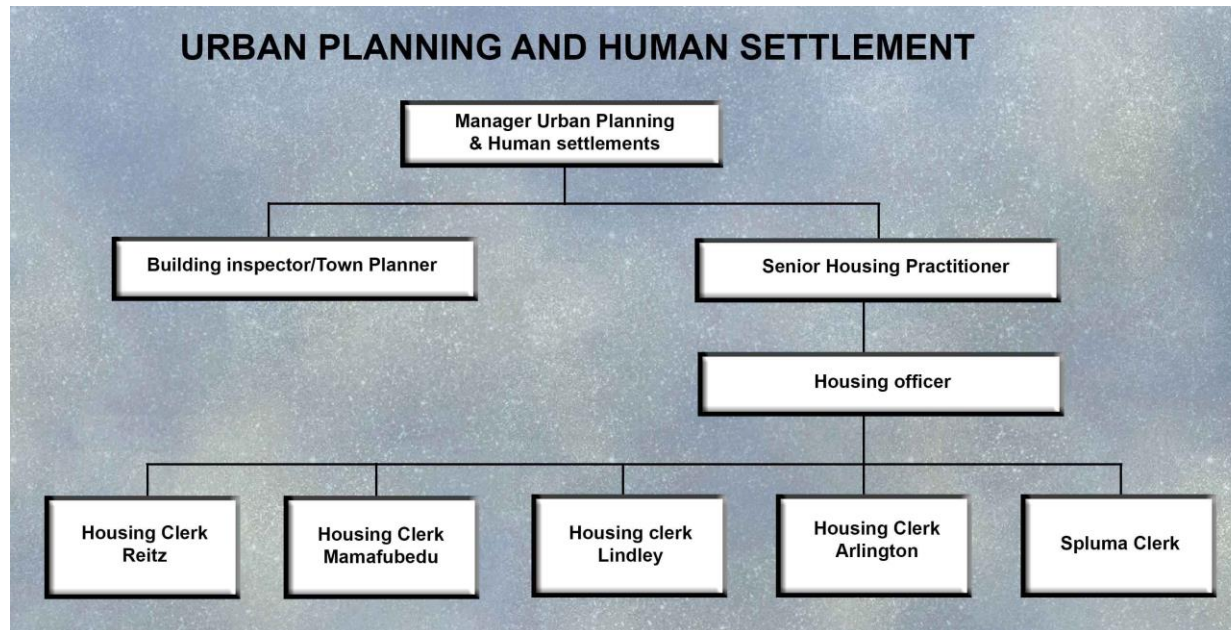 URBAN PLANNING AND HUMAN SETTLEMENT
Manager Urban Planning
& Human settlements
Building inspector/Town Planner
Senior Housing Practitioner
Housing officer
Housing Clerk
Reitz
Housing Clerk
Mamafubedu
Housing clerk
Lindley
Housing Clerk
Arlington
Spluma Clerk